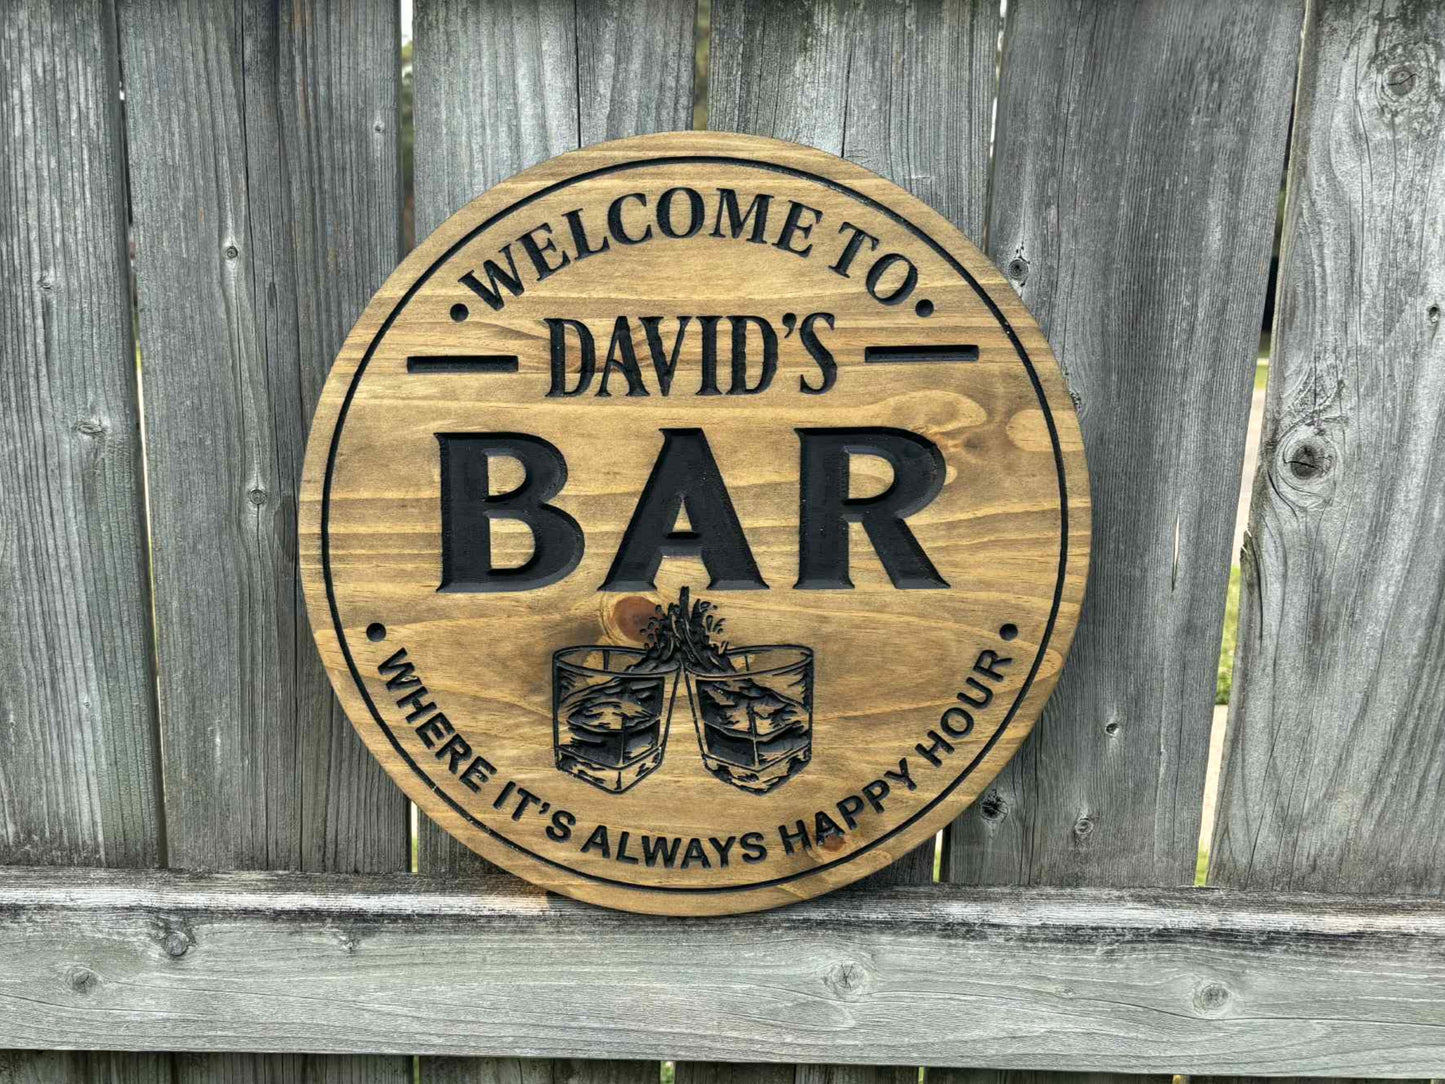 WELCOME TO
DAVID'S
BAR
WHERE IT'S ALWAYS HAPPY HOUR